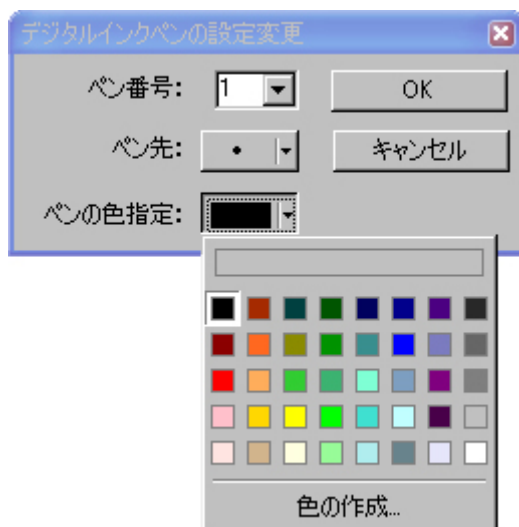 デジタルインクペンの設定変更
ペン番号: 1 OK
ペン先: キャンセル
ペンの色指定:
色の作成...